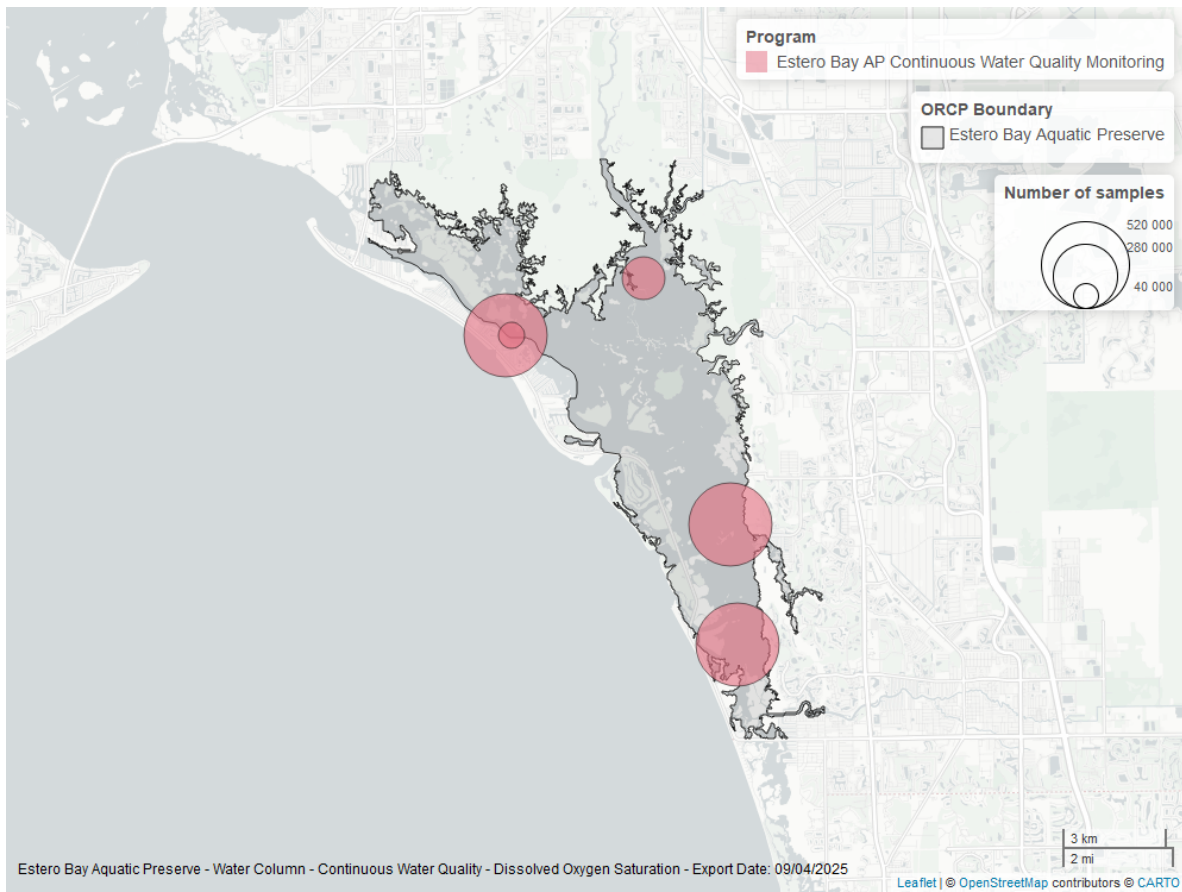 Program
Estero Bay AP Continuous Water Quality Monitoring
ORCP Boundary
Estero Bay Aquatic Preserve
Number of samples
520 000
280 000
40 000
3 km
2 mi
Estero Bay Aquatic Preserve - Water Column - Continuous Water Quality - Dissolved Oxygen Saturation - Export Date: 09/04/2025
Leaflet | © OpenStreetMap contributors © CARTO